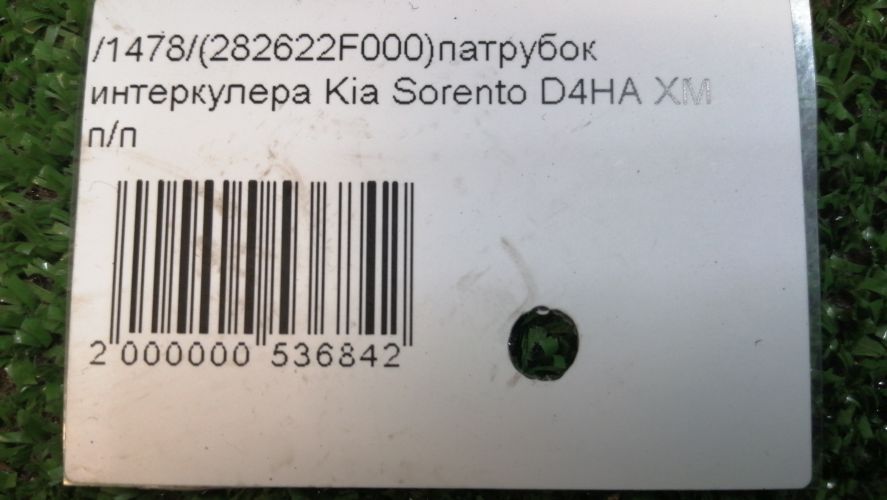 /1478/(282622F000)патрубок
интеркулера Kia Sorento D4HA XM
п/п
2 000000 536842